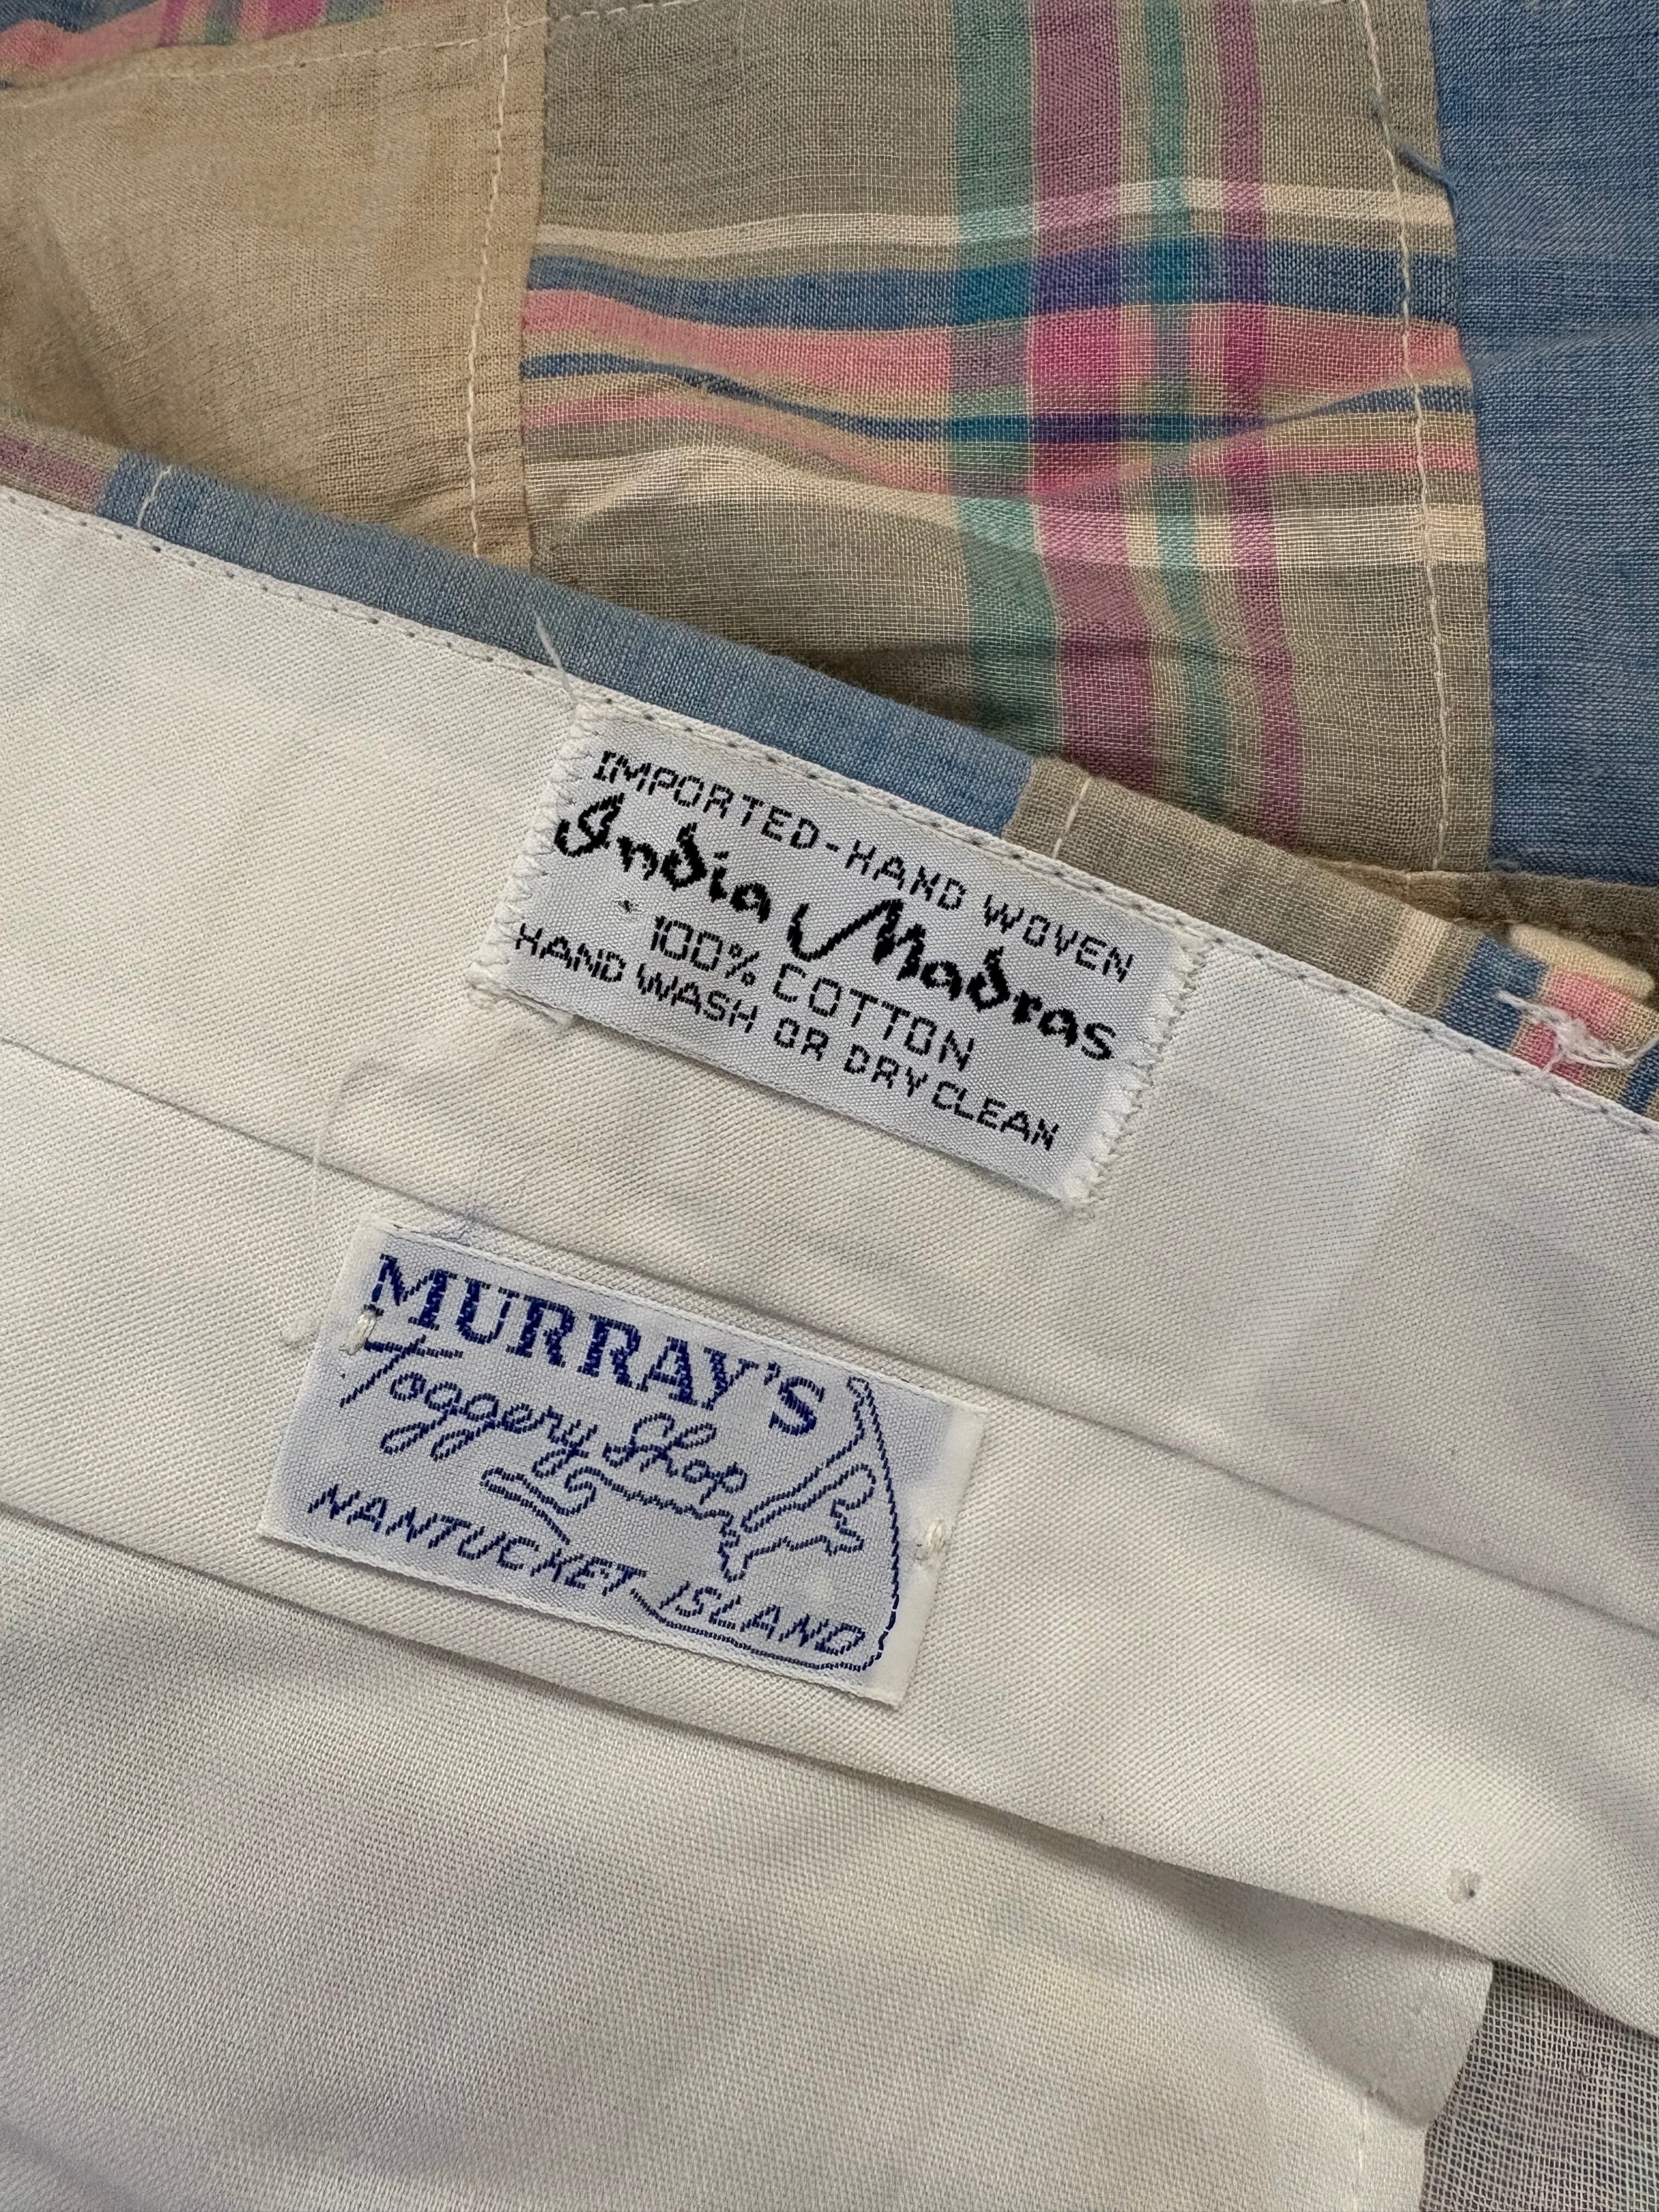 IMPORTED-HAND WOVEN
India Madras
100% COTTON
HAND WASH OR DRY CLEAN
MURRAY'S
Toggery Shop
NANTUCKET ISLAND